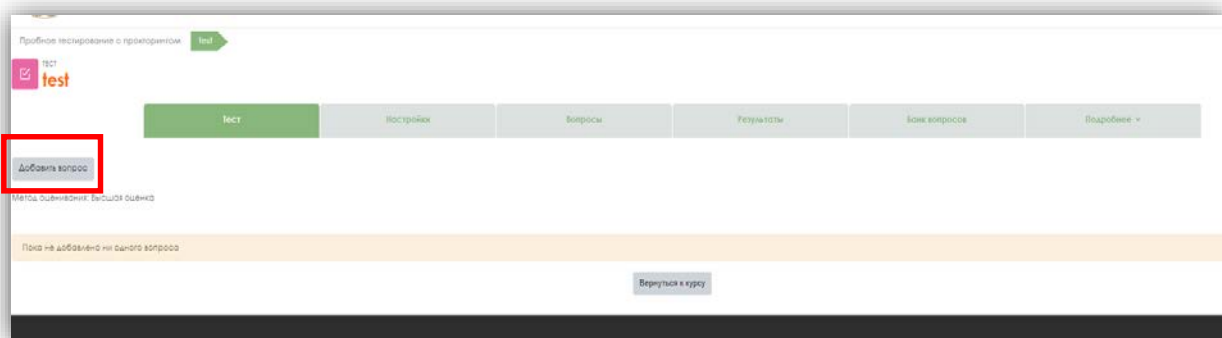 Пробное тестирование с прокторингом test
ТЕСТ
test
Тест Настройки Вопросы Результаты Банк вопросов Подробнее
Добавить вопрос
Метод оценивания: Высшая оценка
Пока не добавлено ни одного вопроса
Вернуться к курсу